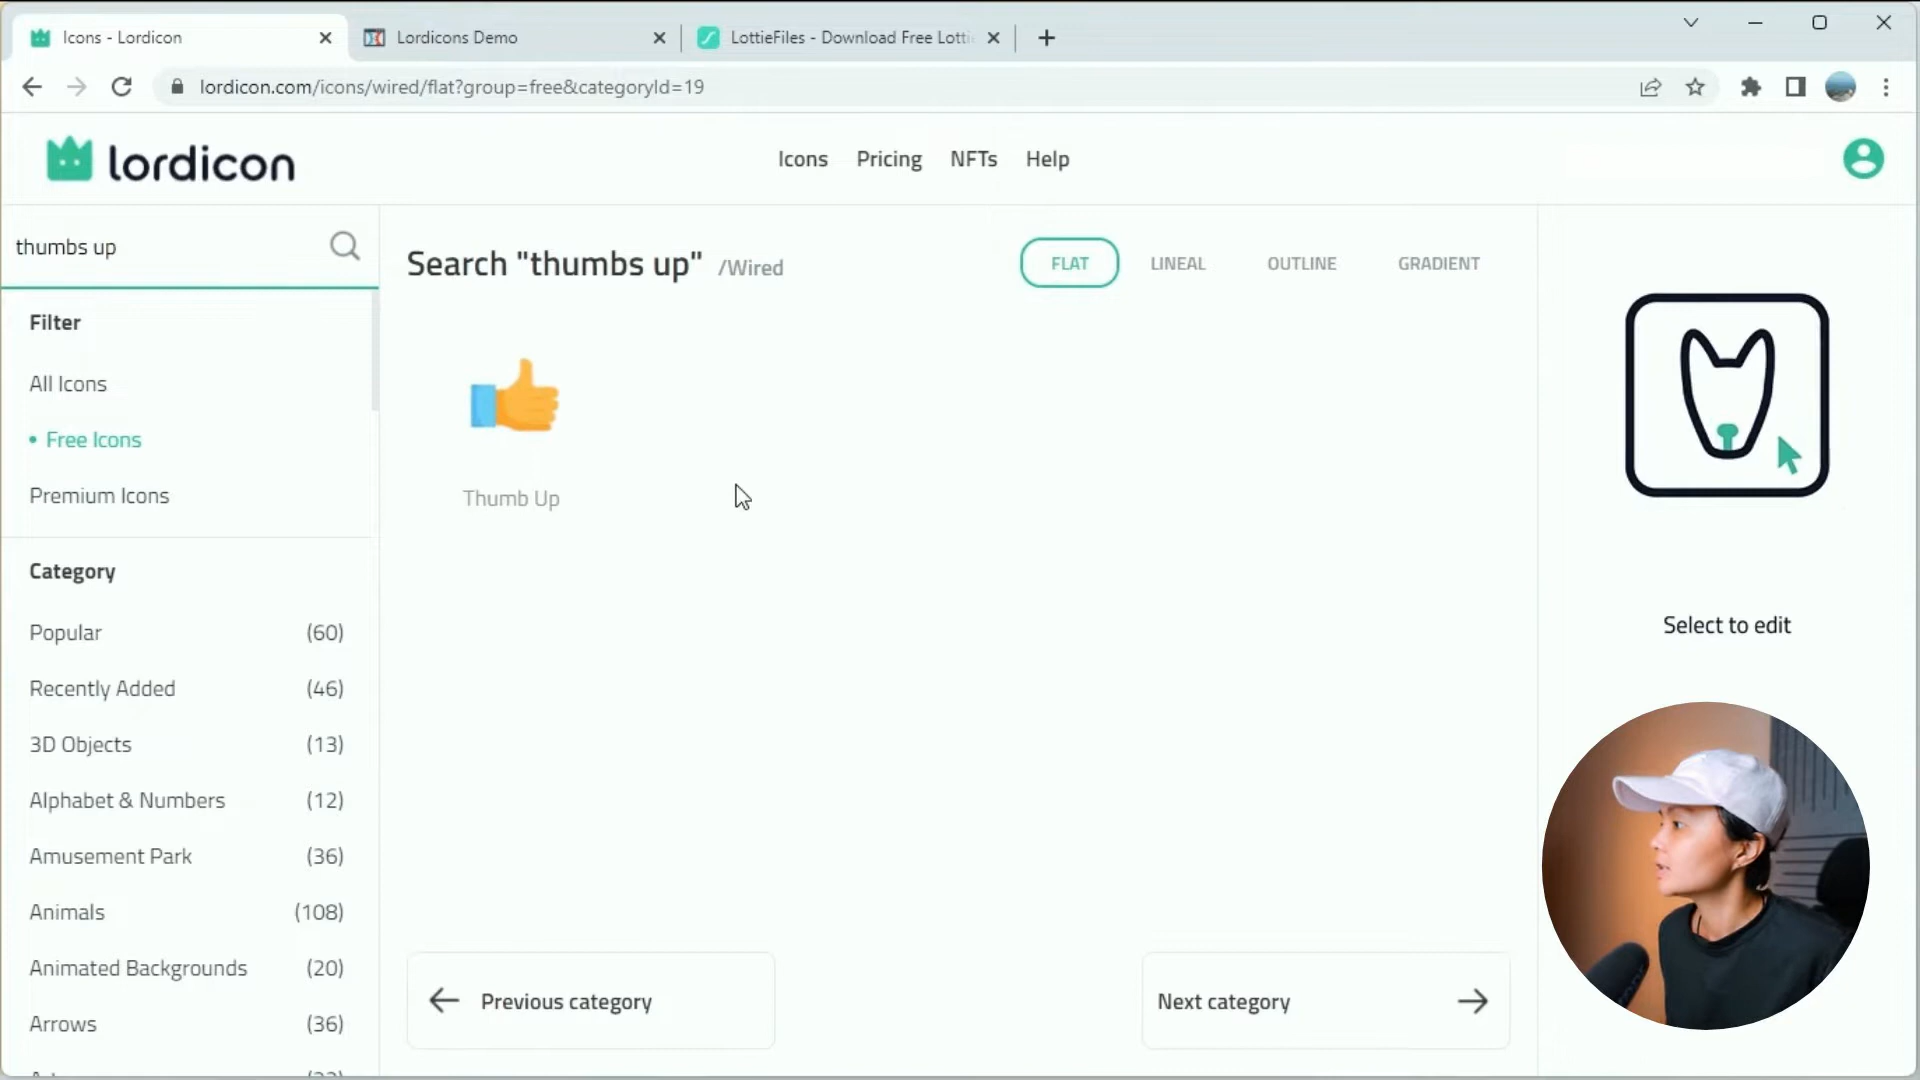 Icons - Lordicon
Lordicons Demo
LottieFiles - Download Free Lotti
lordicon.com/icons/wired/flat?group=free&categoryId=19
lordicon
Icons Pricing NFTs Help
thumbs up
Search "thumbs up" /Wired
FLAT LINEAL OUTLINE GRADIENT
Filter
All Icons
• Free Icons
Premium Icons
Thumb Up
Category
Popular (60)
Recently Added (46)
3D Objects (13)
Alphabet & Numbers (12)
Amusement Park (36)
Animals (108)
Animated Backgrounds (20)
Arrows (36)
Select to edit
Previous category
Next category